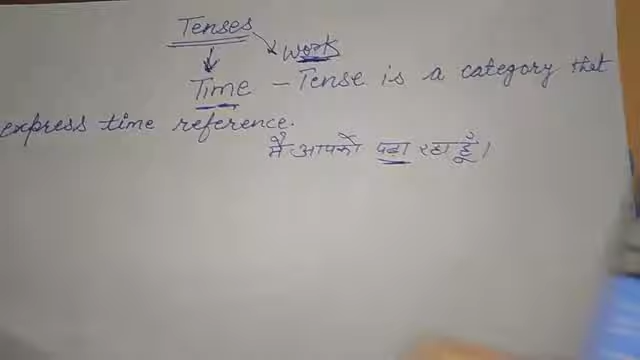 Tenses
Work
Time - Tense is a category that
express time reference.
मैं आपको पढ़ा रहा हूँ।